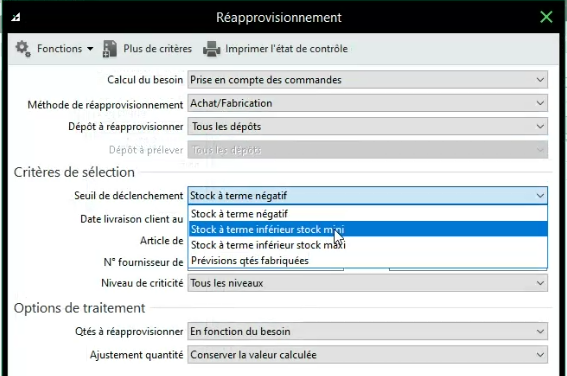 Réapprovisionnement
Fonctions Plus de critères Imprimer l'état de contrôle
Calcul du besoin Prise en compte des commandes
Méthode de réapprovisionnement Achat/Fabrication
Dépôt à réapprovisionner Tous les dépôts
Dépôt à prélever Tous les dépôts
Critères de sélection
Seuil de déclenchement Stock à terme négatif
Stock à terme négatif
Date livraison client au
Stock à terme inférieur stock mini
Article de
Stock à terme inférieur stock maxi
N° fournisseur de
Prévisions qtés fabriquées
Niveau de criticité Tous les niveaux
Options de traitement
Qtés à réapprovisionner En fonction du besoin
Ajustement quantité Conserver la valeur calculée